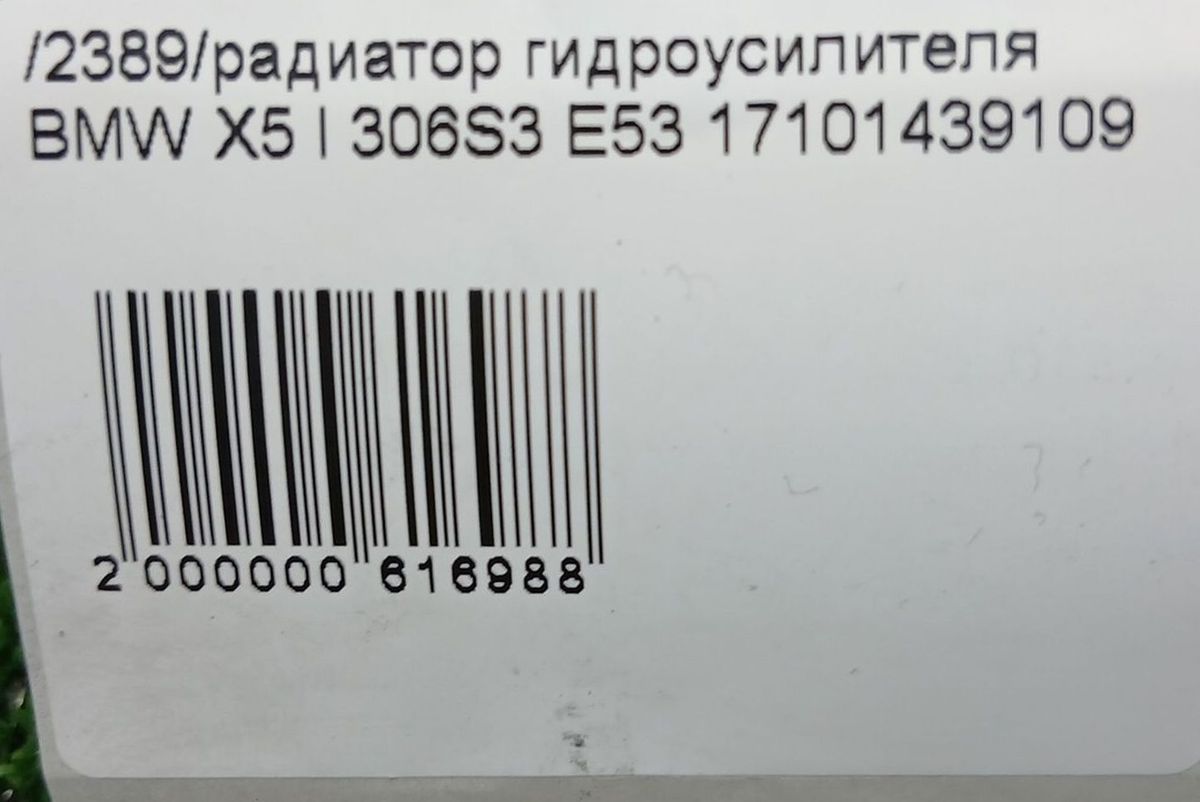 /2389/радиатор гидроусилителя
BMW X5 I 306S3 E53 17101439109
2 000000 616988